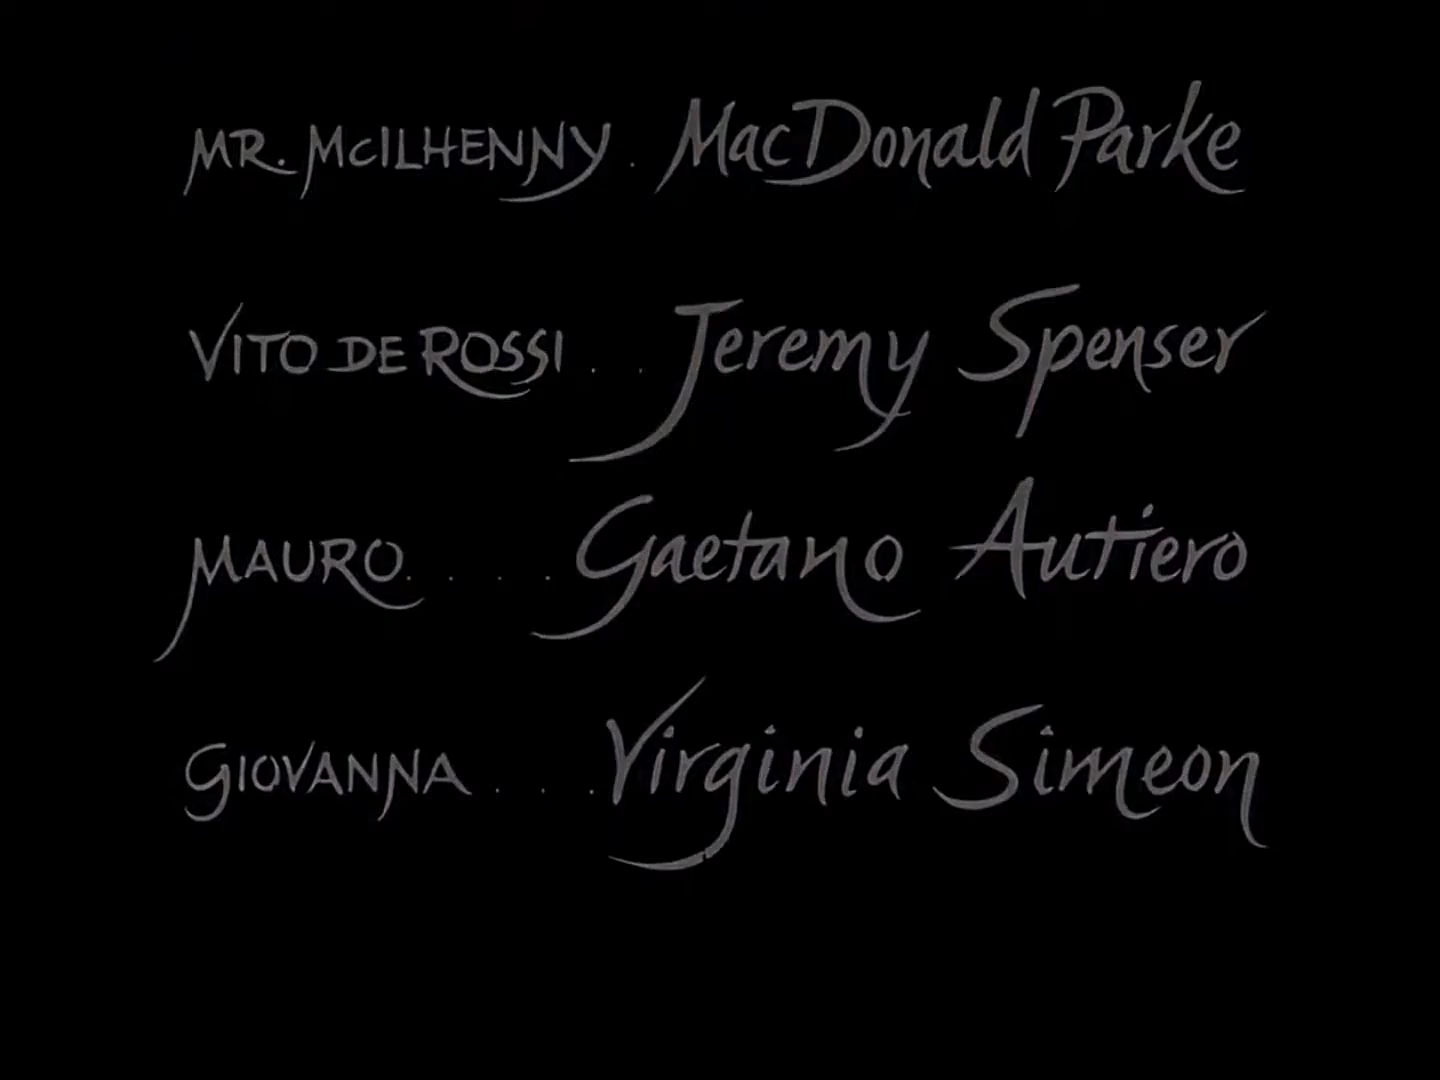 MR. McILHENNY . MacDonald Parke
VITO DE ROSSI . . Jeremy Spenser
MAURO . . . . Gaetano Autiero
GIOVANNA . . . Virginia Simeon